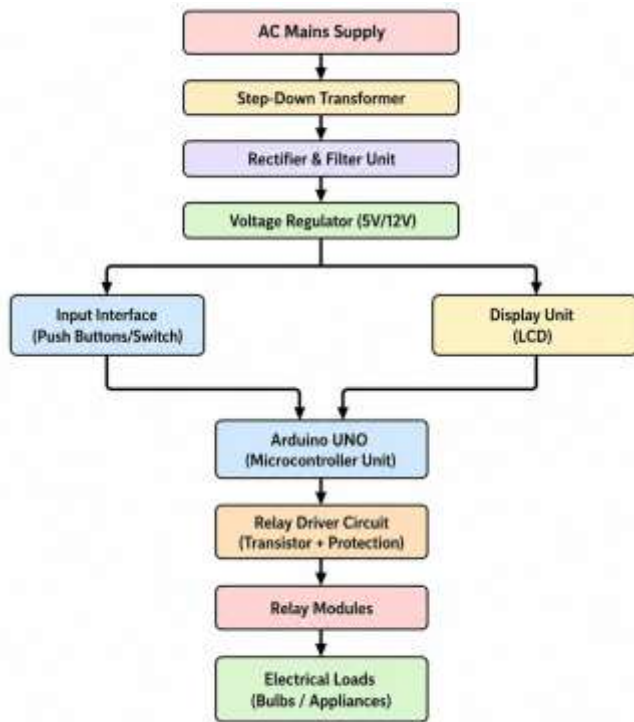 AC Mains Supply
Step-Down Transformer
Rectifier & Filter Unit
Voltage Regulator (5V/12V)
Input Interface
(Push Buttons/Switch)
Display Unit
(LCD)
Arduino UNO
(Microcontroller Unit)
Relay Driver Circuit
(Transistor + Protection)
Relay Modules
Electrical Loads
(Bulbs / Appliances)